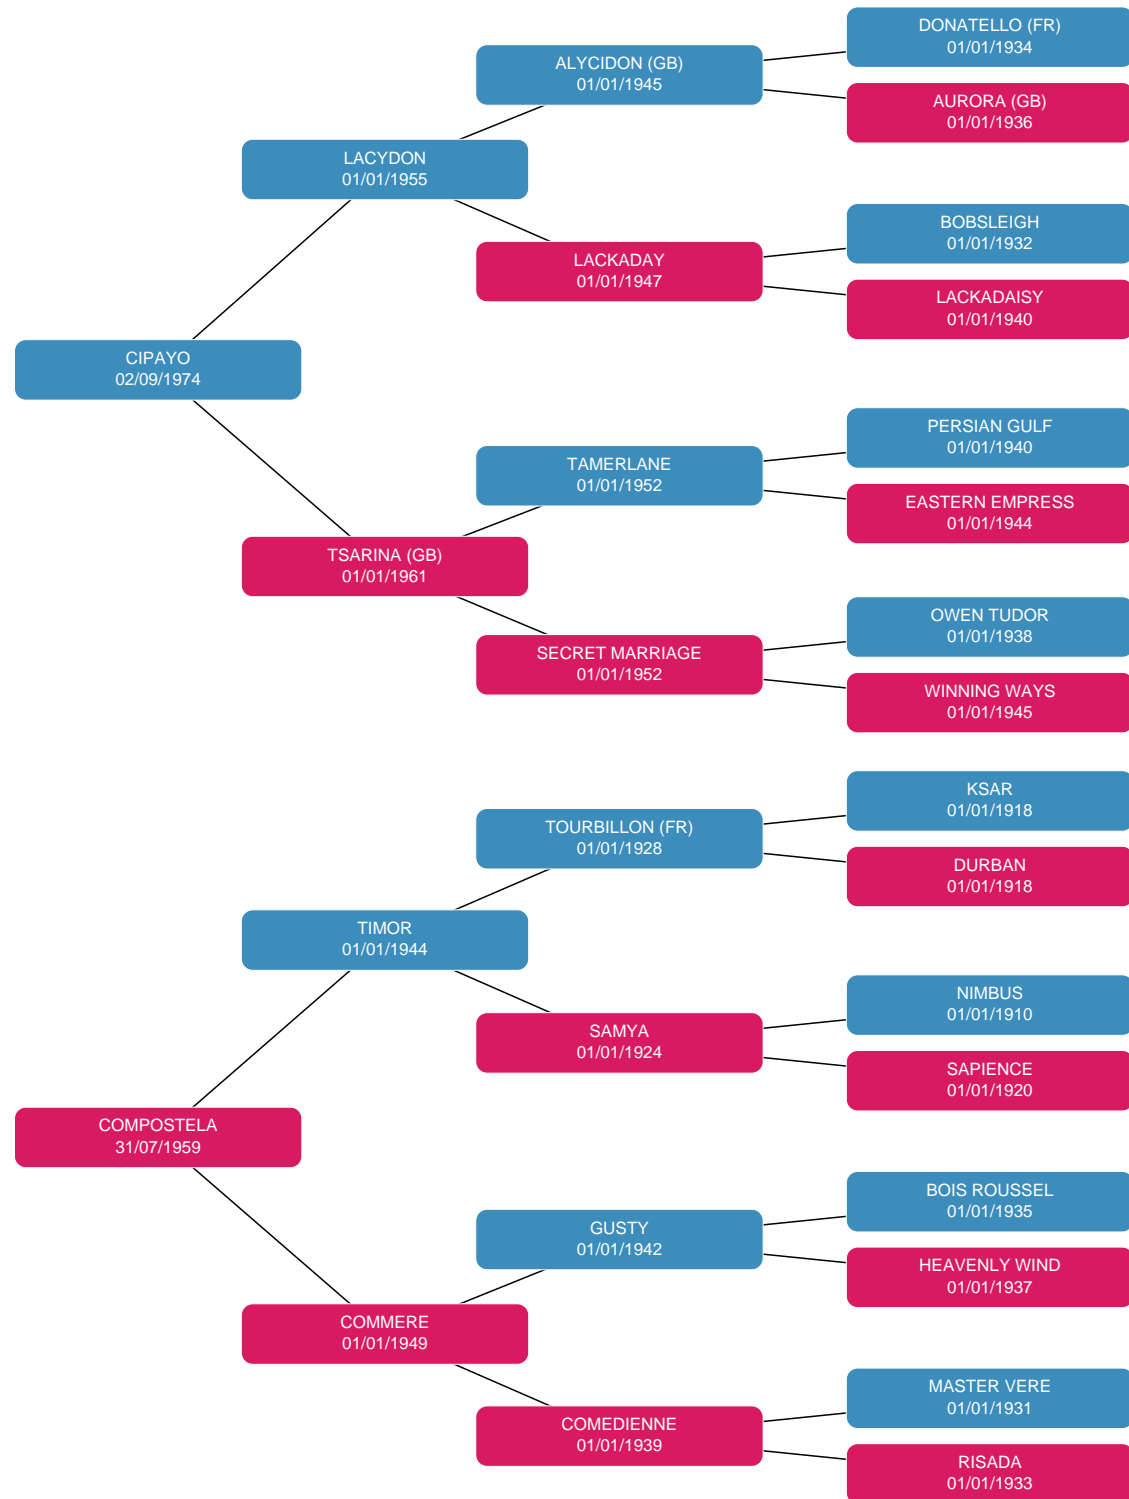 DONATELLO (FR)
01/01/1934
ALYCIDON (GB)
01/01/1945
AURORA (GB)
01/01/1936
LACYDON
01/01/1955
BOBSLEIGH
01/01/1932
LACKADAY
01/01/1947
LACKADAISY
01/01/1940
CIPAYO
02/09/1974
PERSIAN GULF
01/01/1940
TAMERLANE
01/01/1952
EASTERN EMPRESS
01/01/1944
TSARINA (GB)
01/01/1961
OWEN TUDOR
01/01/1938
SECRET MARRIAGE
01/01/1952
WINNING WAYS
01/01/1945
KSAR
01/01/1918
TOURBILLON (FR)
01/01/1928
DURBAN
01/01/1918
TIMOR
01/01/1944
NIMBUS
01/01/1910
SAMYA
01/01/1924
SAPIENCE
01/01/1920
COMPOSTELA
31/07/1959
BOIS ROUSSEL
01/01/1935
GUSTY
01/01/1942
HEAVENLY WIND
01/01/1937
COMMERE
01/01/1949
MASTER VERE
01/01/1931
COMEDIENNE
01/01/1939
RISADA
01/01/1933